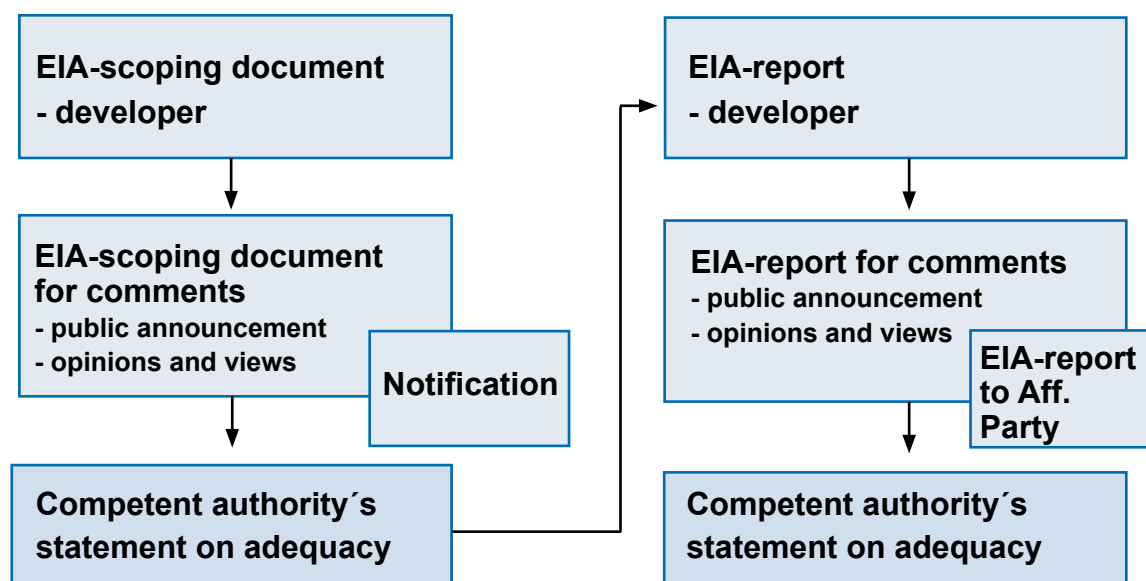 EIA-scoping document
- developer
EIA-scoping document
for comments
- public announcement
- opinions and views
Notification
Competent authority´s
statement on adequacy
EIA-report
- developer
EIA-report for comments
- public announcement
- opinions and views
EIA-report
to Aff.
Party
Competent authority´s
statement on adequacy